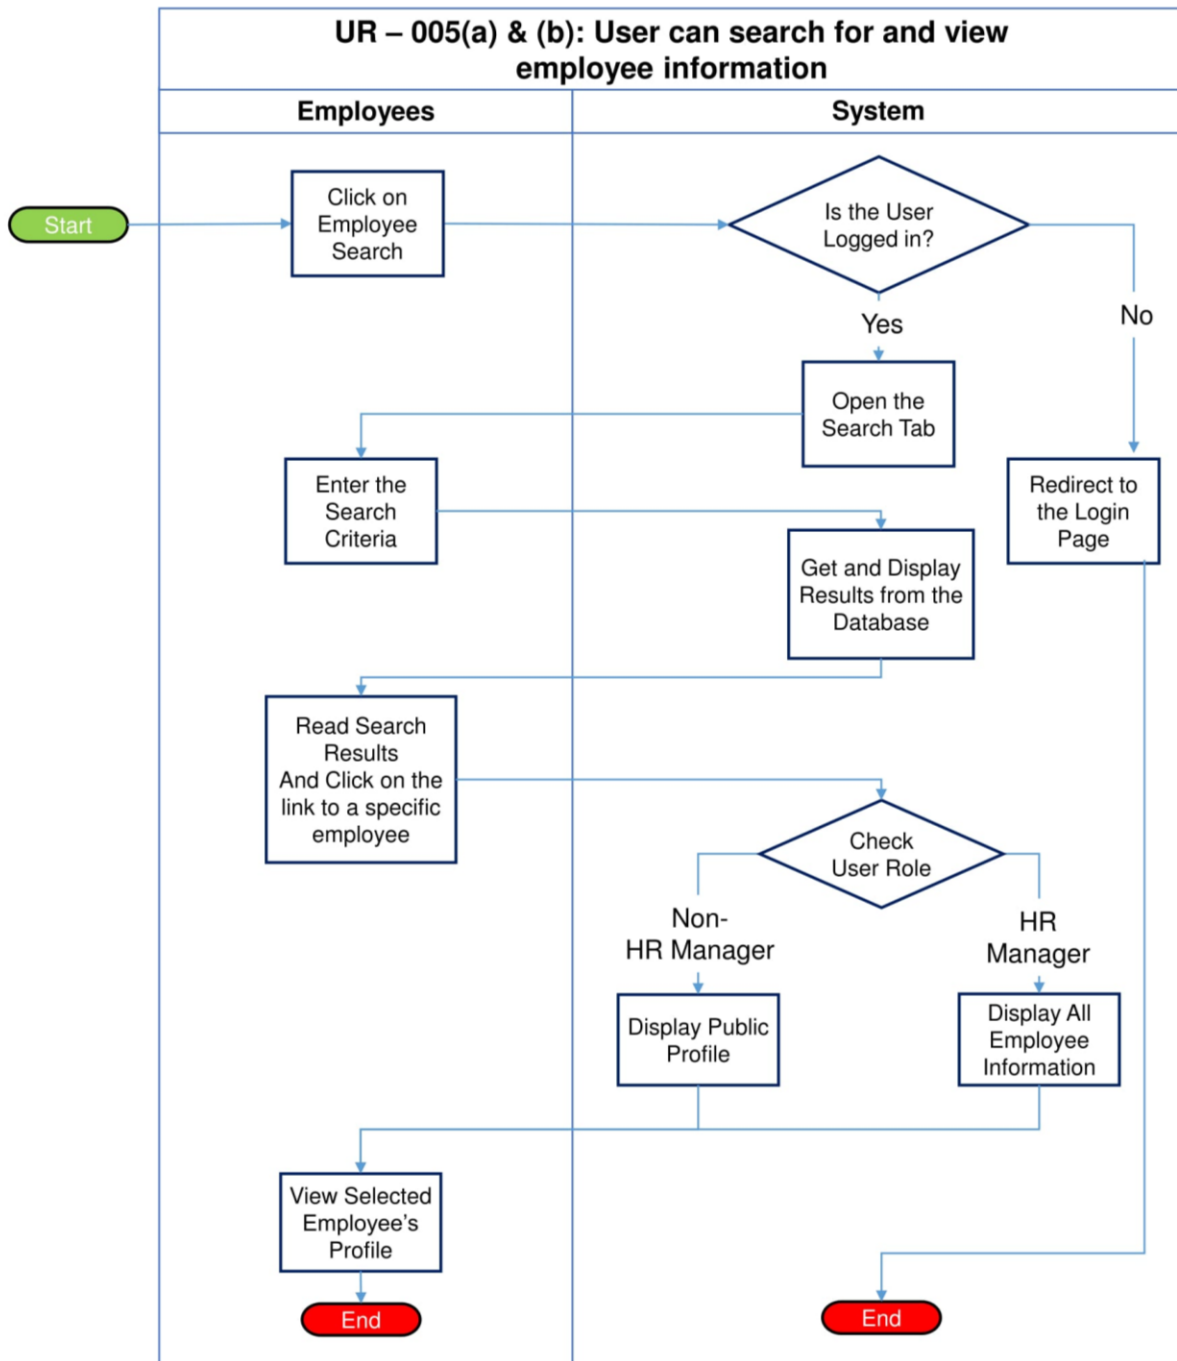 UR – 005(a) & (b): User can search for and view
employee information
Employees
System
Start
Click on
Employee
Search
Is the User
Logged in?
Yes
No
Open the
Search Tab
Enter the
Search
Criteria
Redirect to
the Login
Page
Get and Display
Results from the
Database
Read Search
Results
And Click on the
link to a specific
employee
Check
User Role
Non-
HR Manager
HR
Manager
Display Public
Profile
Display All
Employee
Information
View Selected
Employee’s
Profile
End
End